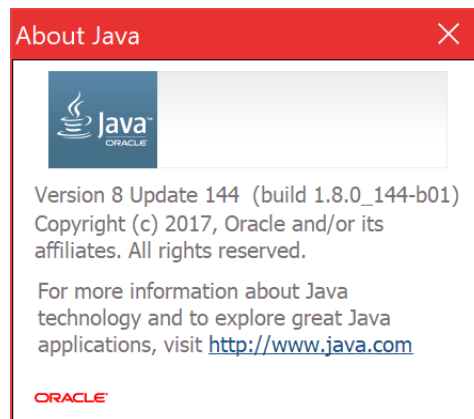 About Java
Java™
ORACLE
Version 8 Update 144 (build 1.8.0_144-b01)
Copyright (c) 2017, Oracle and/or its
affiliates. All rights reserved.
For more information about Java
technology and to explore great Java
applications, visit http://www.java.com
ORACLE®